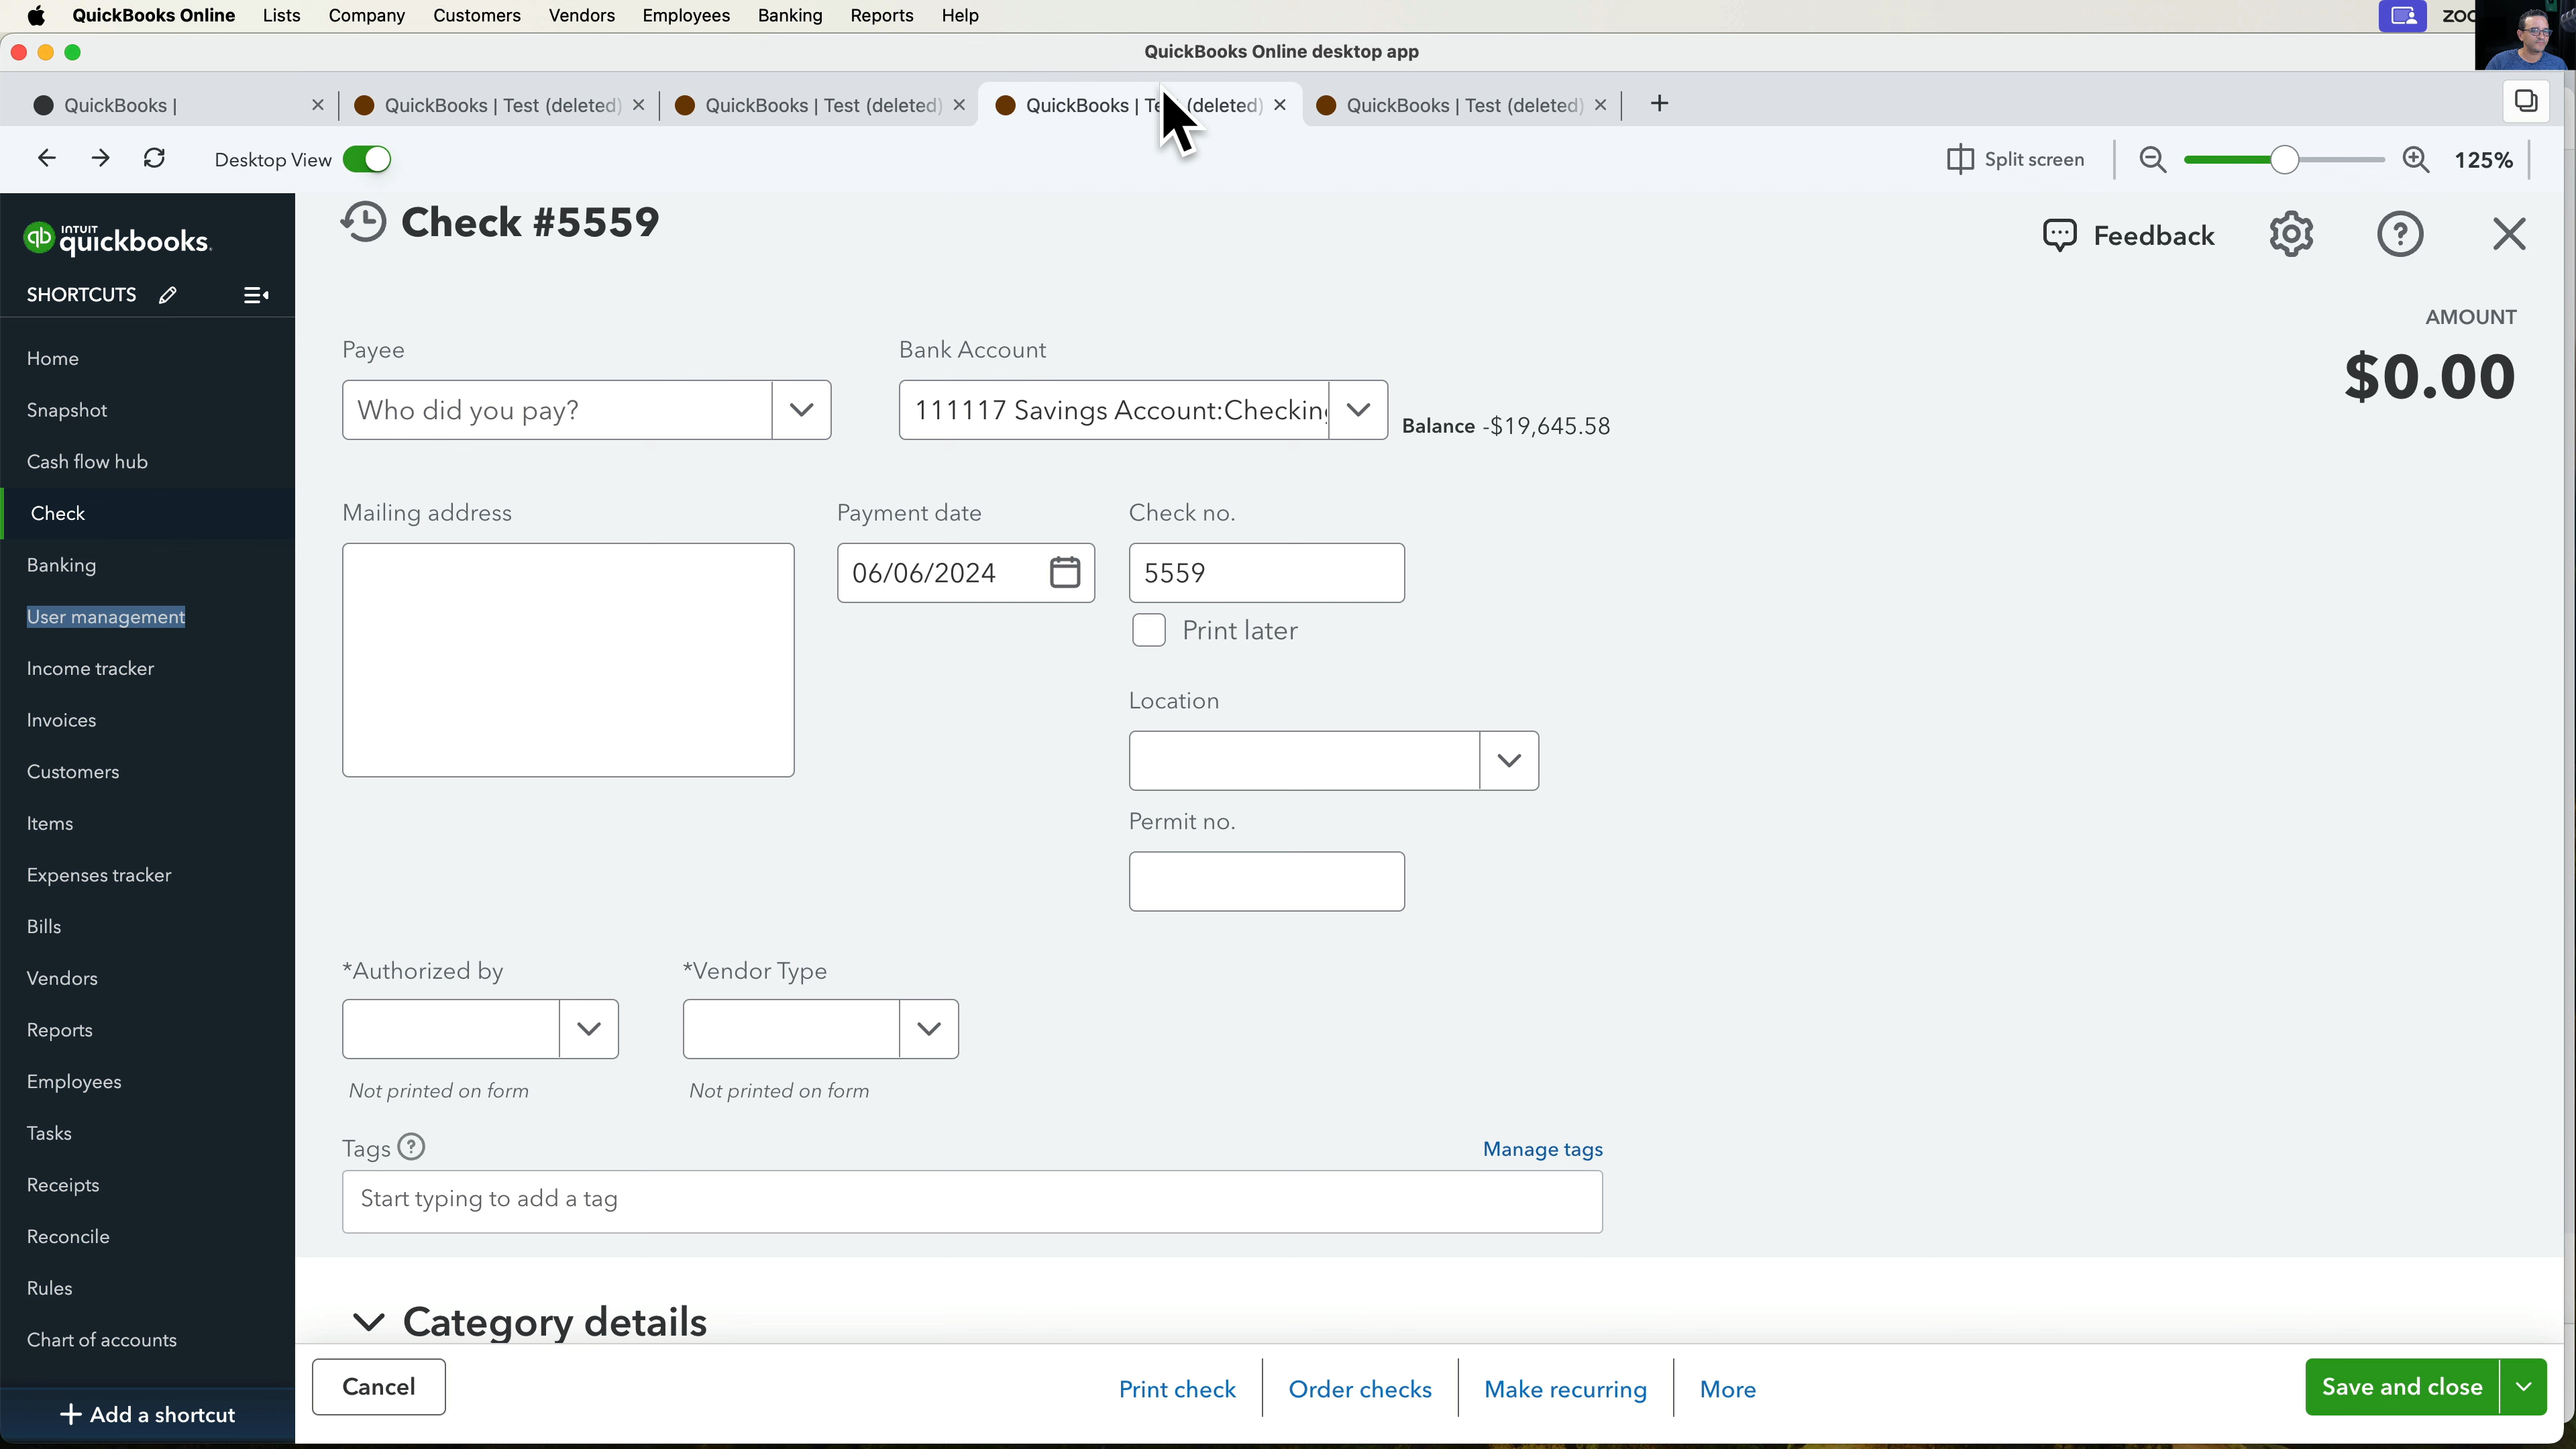 QuickBooks Online Lists Company Customers Vendors Employees Banking Reports Help
QuickBooks Online desktop app
QuickBooks | QuickBooks | Test (deleted) QuickBooks | Test (deleted) QuickBooks | (deleted) QuickBooks | Test (deleted)
Desktop View Split screen 125%
INTUIT
quickbooks.
SHORTCUTS
Home
Snapshot
Cash flow hub
Check
Banking
User management
Income tracker
Invoices
Customers
Items
Expenses tracker
Bills
Vendors
Reports
Employees
Tasks
Receipts
Reconcile
Rules
Chart of accounts
+ Add a shortcut
Check #5559
Feedback
AMOUNT
$0.00
Payee
Who did you pay?
Bank Account
111117 Savings Account:Checkin
Balance -$19,645.58
Mailing address
Payment date
06/06/2024
Check no.
5559
Print later
Location
Permit no.
*Authorized by
Not printed on form
*Vendor Type
Not printed on form
Tags
Manage tags
Start typing to add a tag
Category details
Cancel
Print check
Order checks
Make recurring
More
Save and close